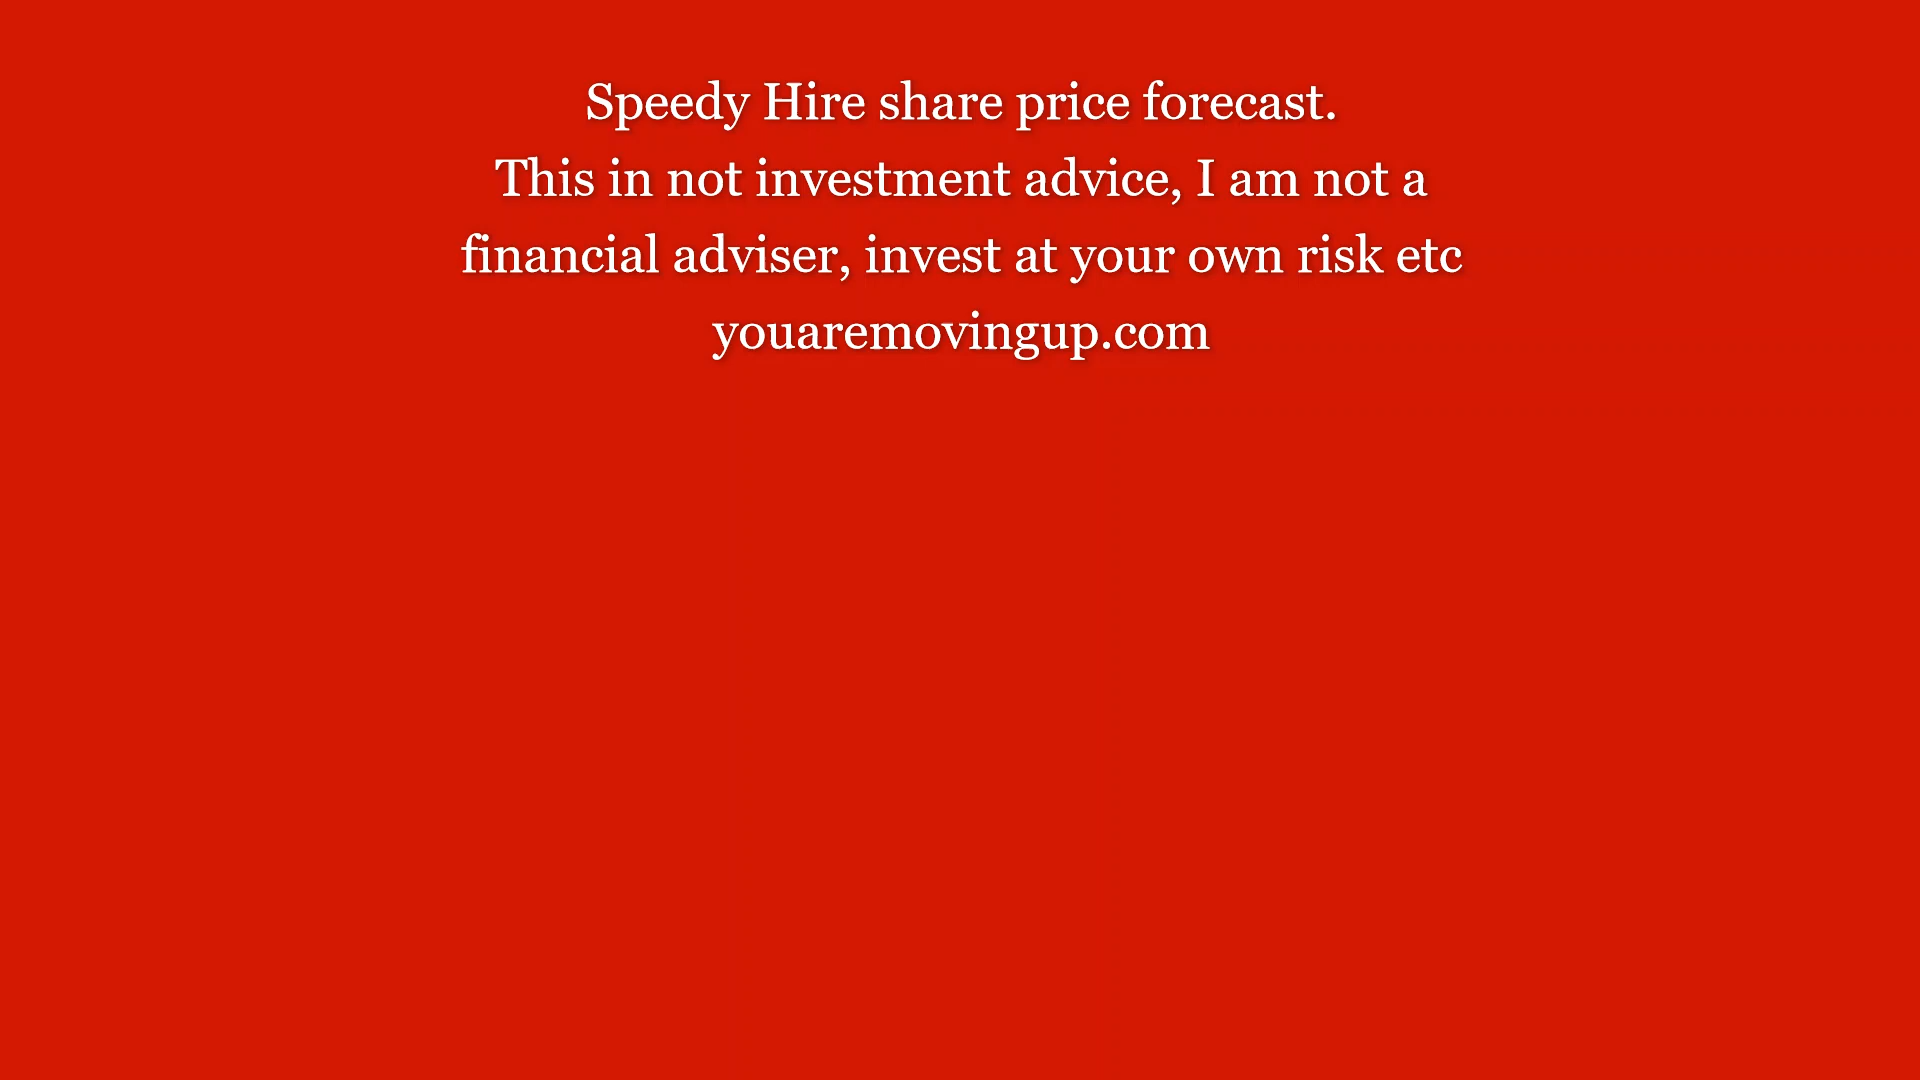 Speedy Hire share price forecast.
This in not investment advice, I am not a
financial adviser, invest at your own risk etc
youaremovingup.com